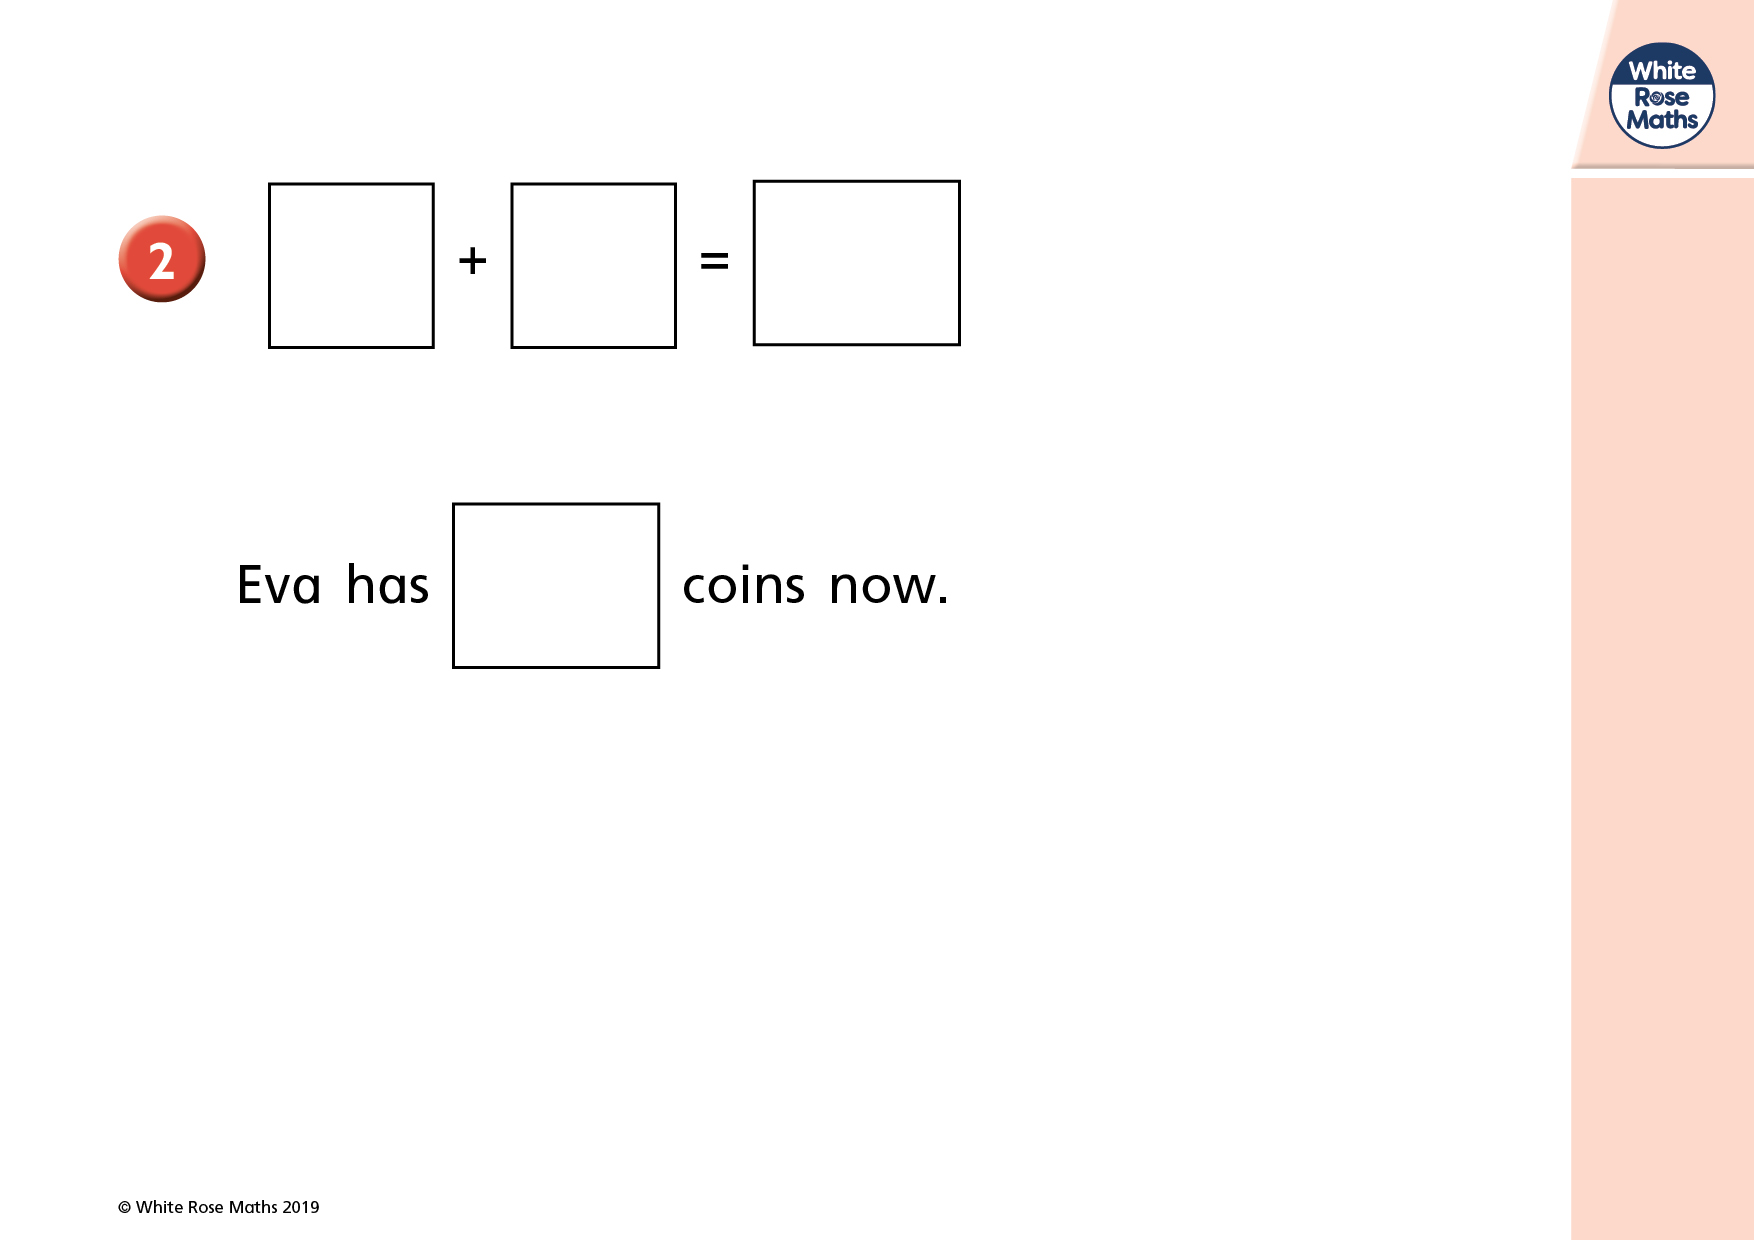 White
Rose
Maths
2
+ =
Eva has coins now.
© White Rose Maths 2019